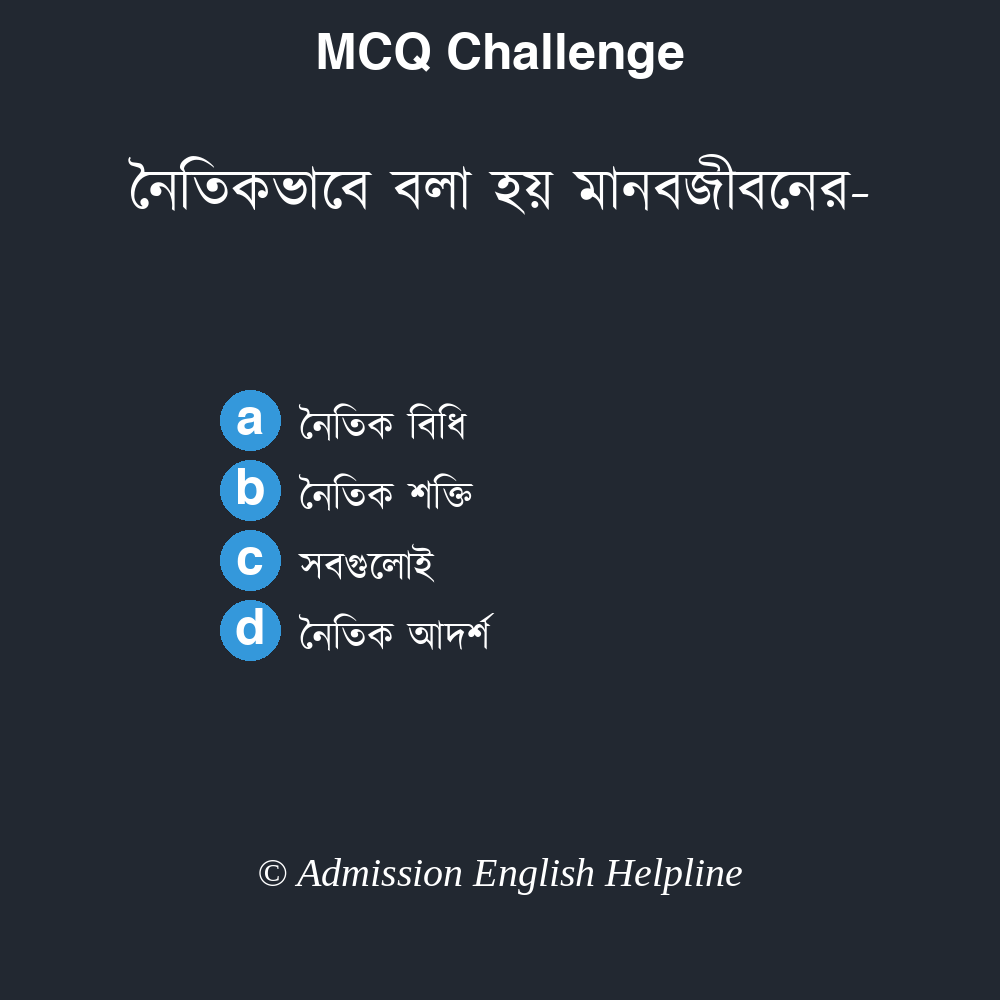 MCQ Challenge
নৈতিকভাবে বলা হয় মানবজীবনের-
a নৈতিক বিধি
b নৈতিক শক্তি
c সবগুলোই
d নৈতিক আদর্শ
© Admission English Helpline